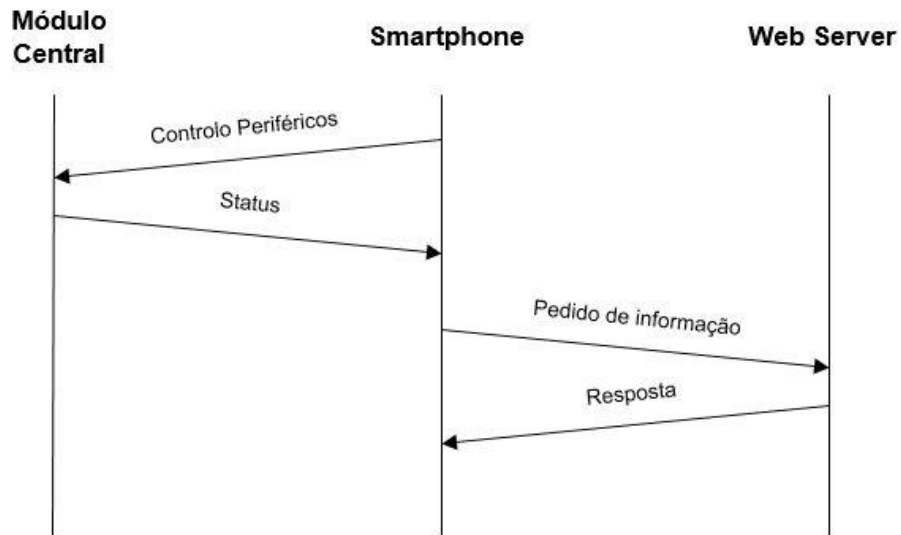 Módulo
Central
Smartphone
Web Server
Controlo Periféricos
Status
Pedido de informação
Resposta